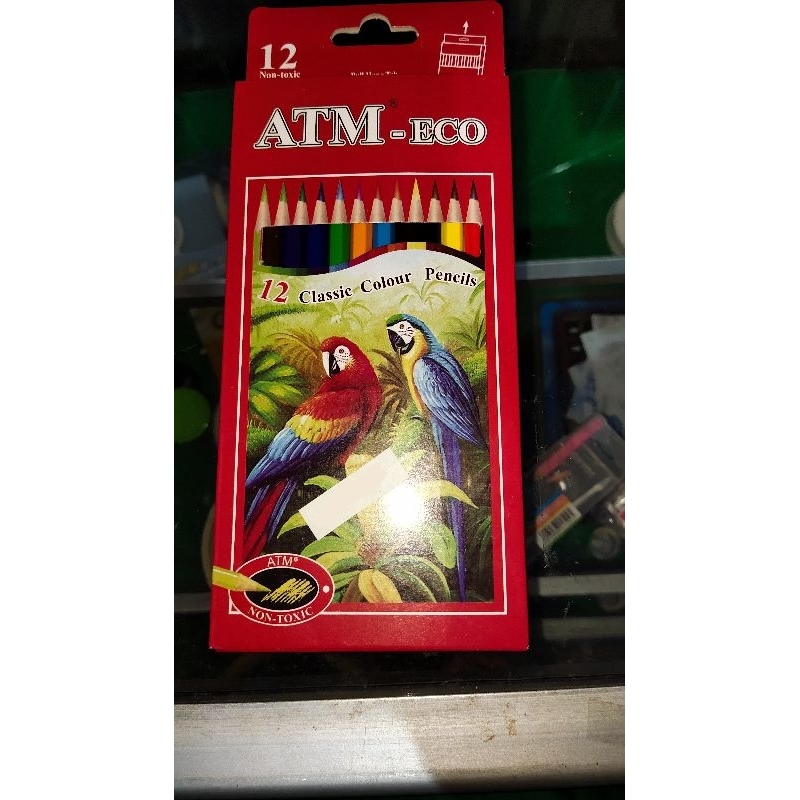 12
Non-toxic
ATM® - ECO
12 Classic Colour Pencils
ATM®
NON-TOXIC